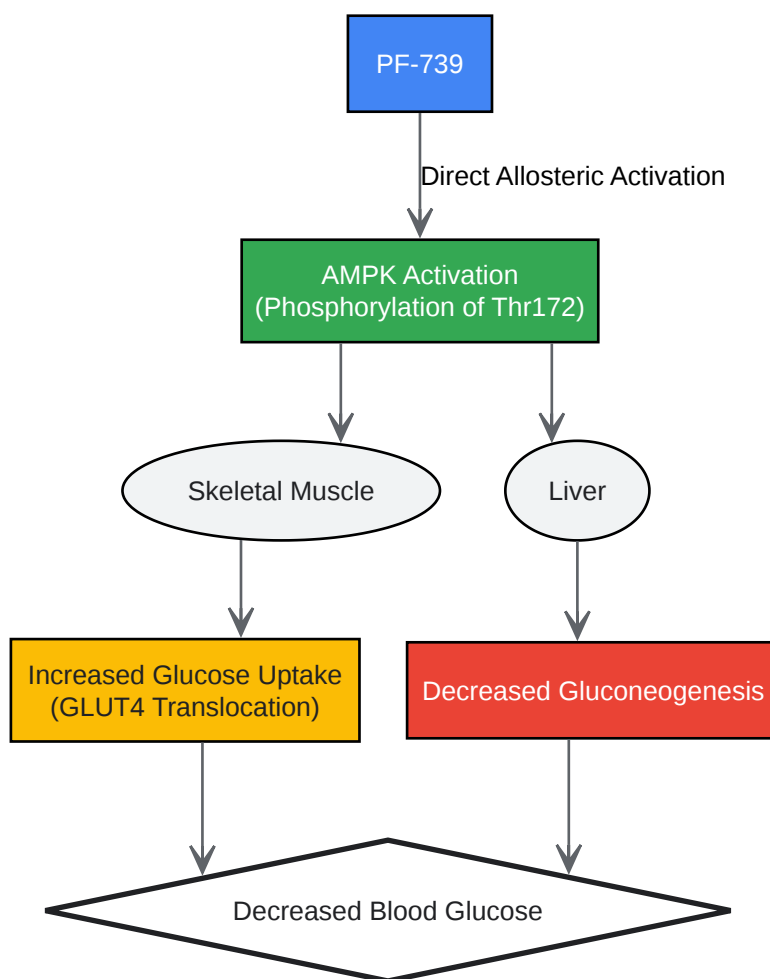 PF-739
Direct Allosteric Activation
AMPK Activation
(Phosphorylation of Thr172)
Skeletal Muscle
Liver
Increased Glucose Uptake
(GLUT4 Translocation)
Decreased Gluconeogenesis
Decreased Blood Glucose